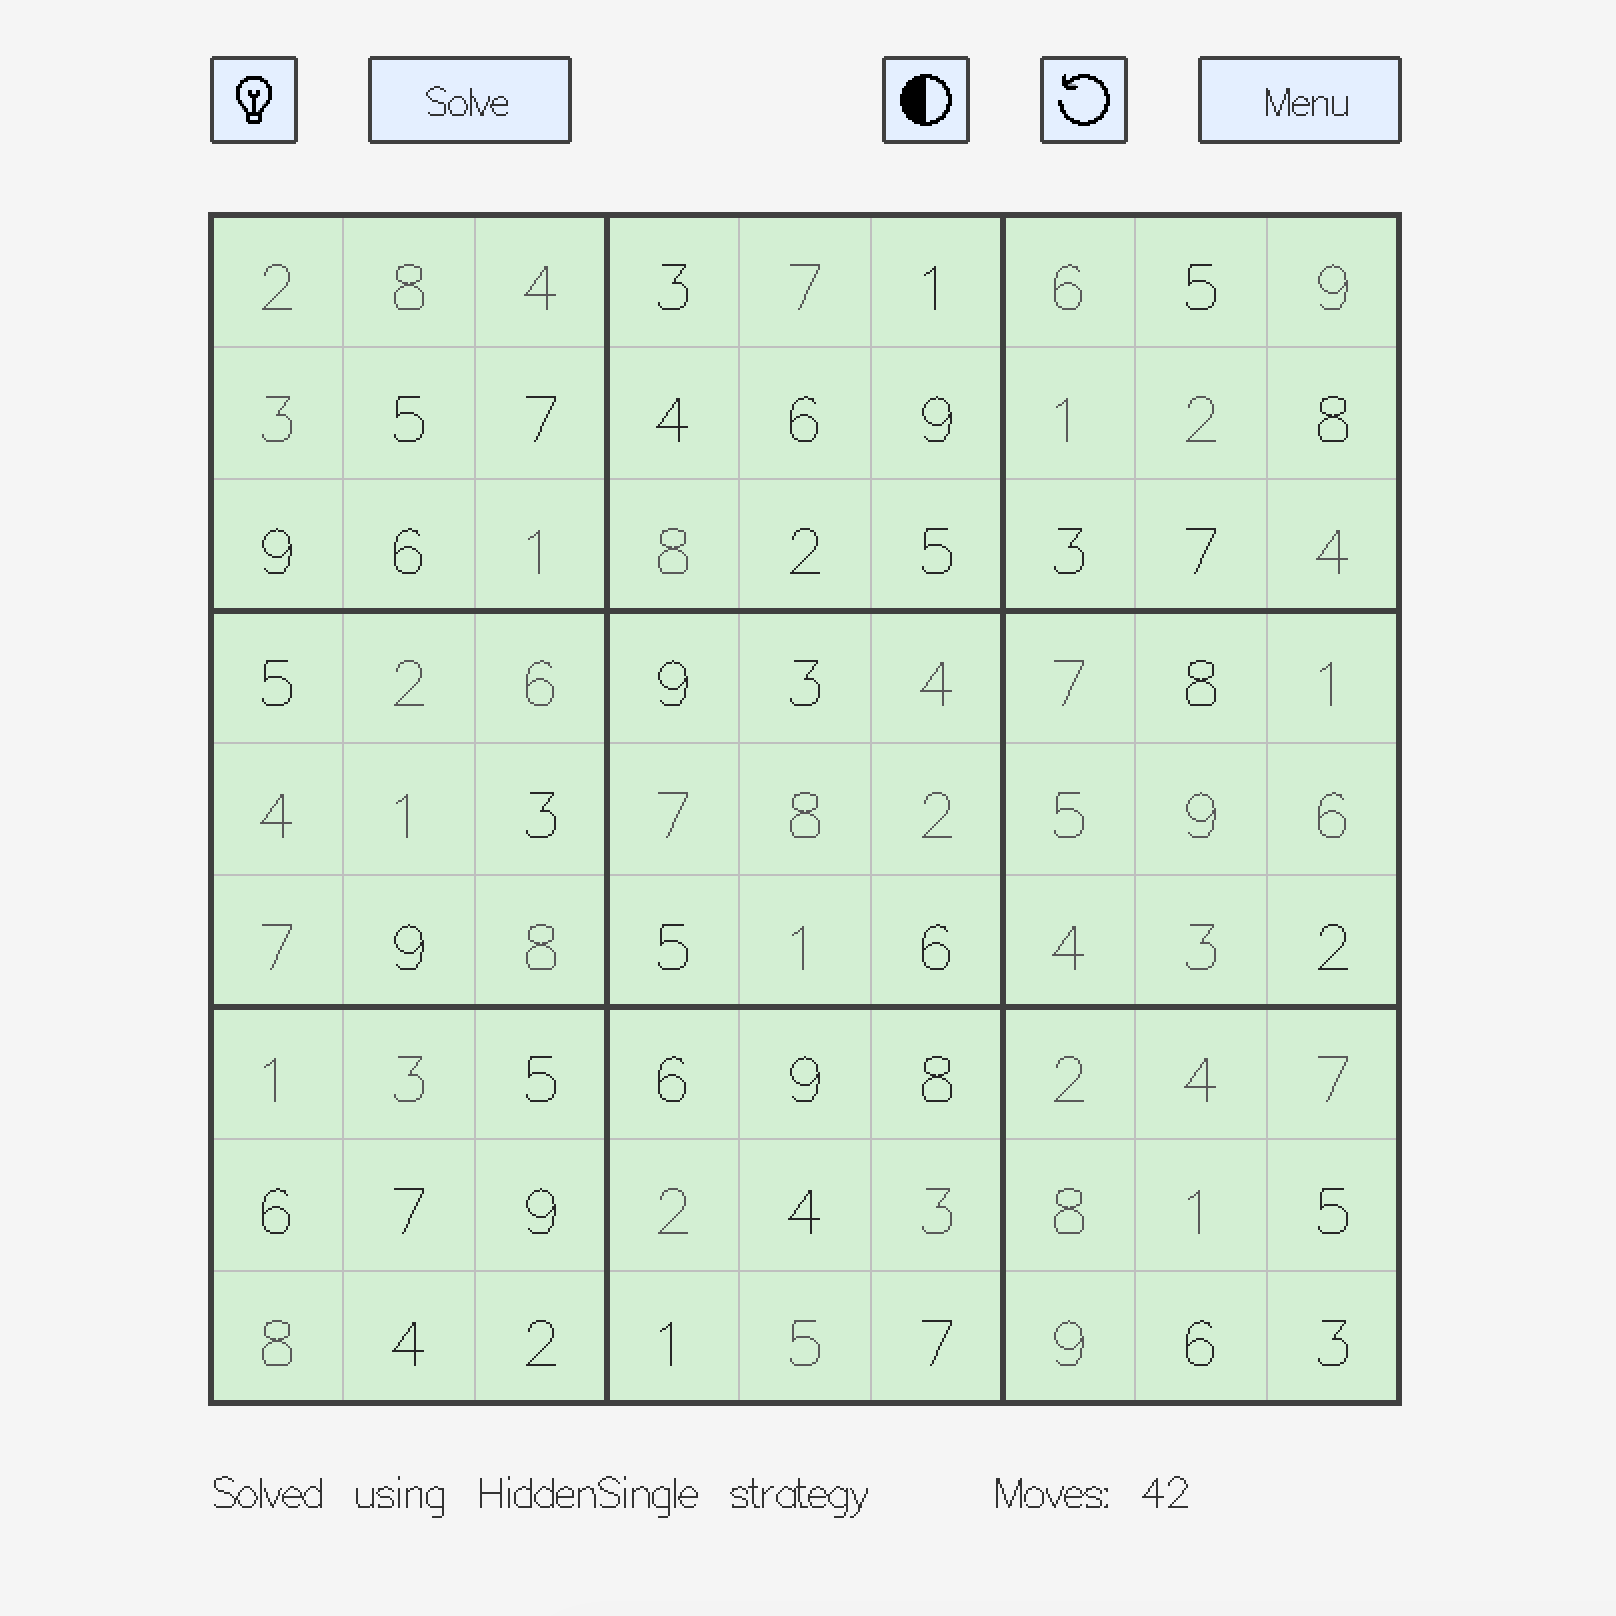 Solve Menu
2 8 4 3 7 1 6 5 9
3 5 7 4 6 9 1 2 8
9 6 1 8 2 5 3 7 4
5 2 6 9 3 4 7 8 1
4 1 3 7 8 2 5 9 6
7 9 8 5 1 6 4 3 2
1 3 5 6 9 8 2 4 7
6 7 9 2 4 3 8 1 5
8 4 2 1 5 7 9 6 3
Solved using HiddenSingle strategy Moves: 42